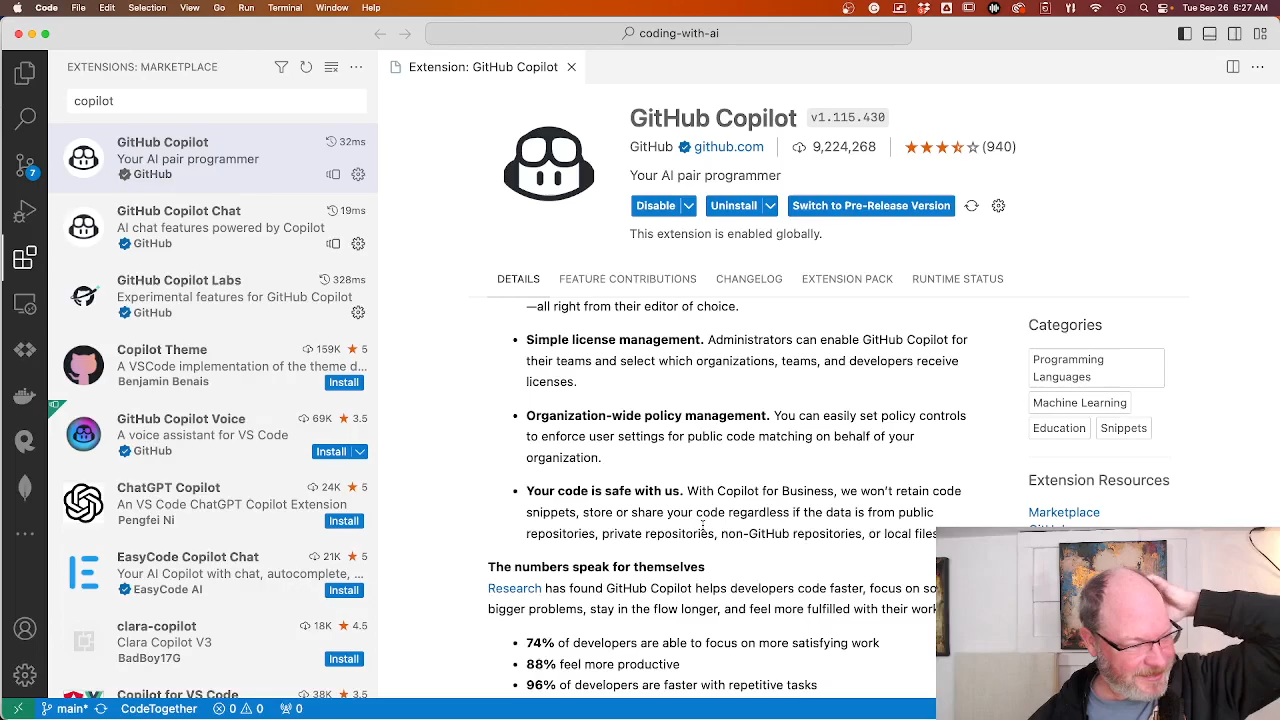 Code File Edit Selection View Go Run Terminal Window Help
Tue Sep 26 6:27 AM
coding-with-ai
EXTENSIONS: MARKETPLACE
copilot
GitHub Copilot
32ms
Your AI pair programmer
GitHub
GitHub Copilot Chat
19ms
AI chat features powered by Copilot
GitHub
GitHub Copilot Labs
328ms
Experimental features for GitHub Copilot
GitHub
Copilot Theme
159K 5
A VSCode implementation of the theme d...
Benjamin Benais
Install
GitHub Copilot Voice
69K 3.5
A voice assistant for VS Code
GitHub
Install
ChatGPT Copilot
24K 5
An VS Code ChatGPT Copilot Extension
Pengfei Ni
Install
EasyCode Copilot Chat
21K 5
Your AI Copilot with chat, autocomplete, ...
EasyCode AI
Install
clara-copilot
18K 4.5
Clara Copilot V3
BadBoy17G
Install
Copilot for VS Code
38K 3.5
7
Extension: GitHub Copilot
GitHub Copilot v1.115.430
GitHub github.com 9,224,268 (940)
Your AI pair programmer
Disable Uninstall Switch to Pre-Release Version
This extension is enabled globally.
DETAILS FEATURE CONTRIBUTIONS CHANGELOG EXTENSION PACK RUNTIME STATUS
—all right from their editor of choice.
• Simple license management. Administrators can enable GitHub Copilot for
their teams and select which organizations, teams, and developers receive
licenses.
• Organization-wide policy management. You can easily set policy controls
to enforce user settings for public code matching on behalf of your
organization.
• Your code is safe with us. With Copilot for Business, we won't retain code
snippets, store or share your code regardless if the data is from public
repositories, private repositories, non-GitHub repositories, or local files
The numbers speak for themselves
Research has found GitHub Copilot helps developers code faster, focus on so
bigger problems, stay in the flow longer, and feel more fulfilled with their work
• 74% of developers are able to focus on more satisfying work
• 88% feel more productive
• 96% of developers are faster with repetitive tasks
Categories
Programming
Languages
Machine Learning
Education
Snippets
Extension Resources
Marketplace
main* CodeTogether 0 0 0